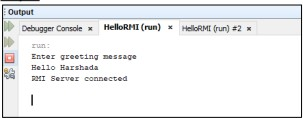 Output
Debugger Console × HelloRMI (run) × HelloRMI (run) #2 ×
run:
Enter greeting message
Hello Harshada
RMI Server connected